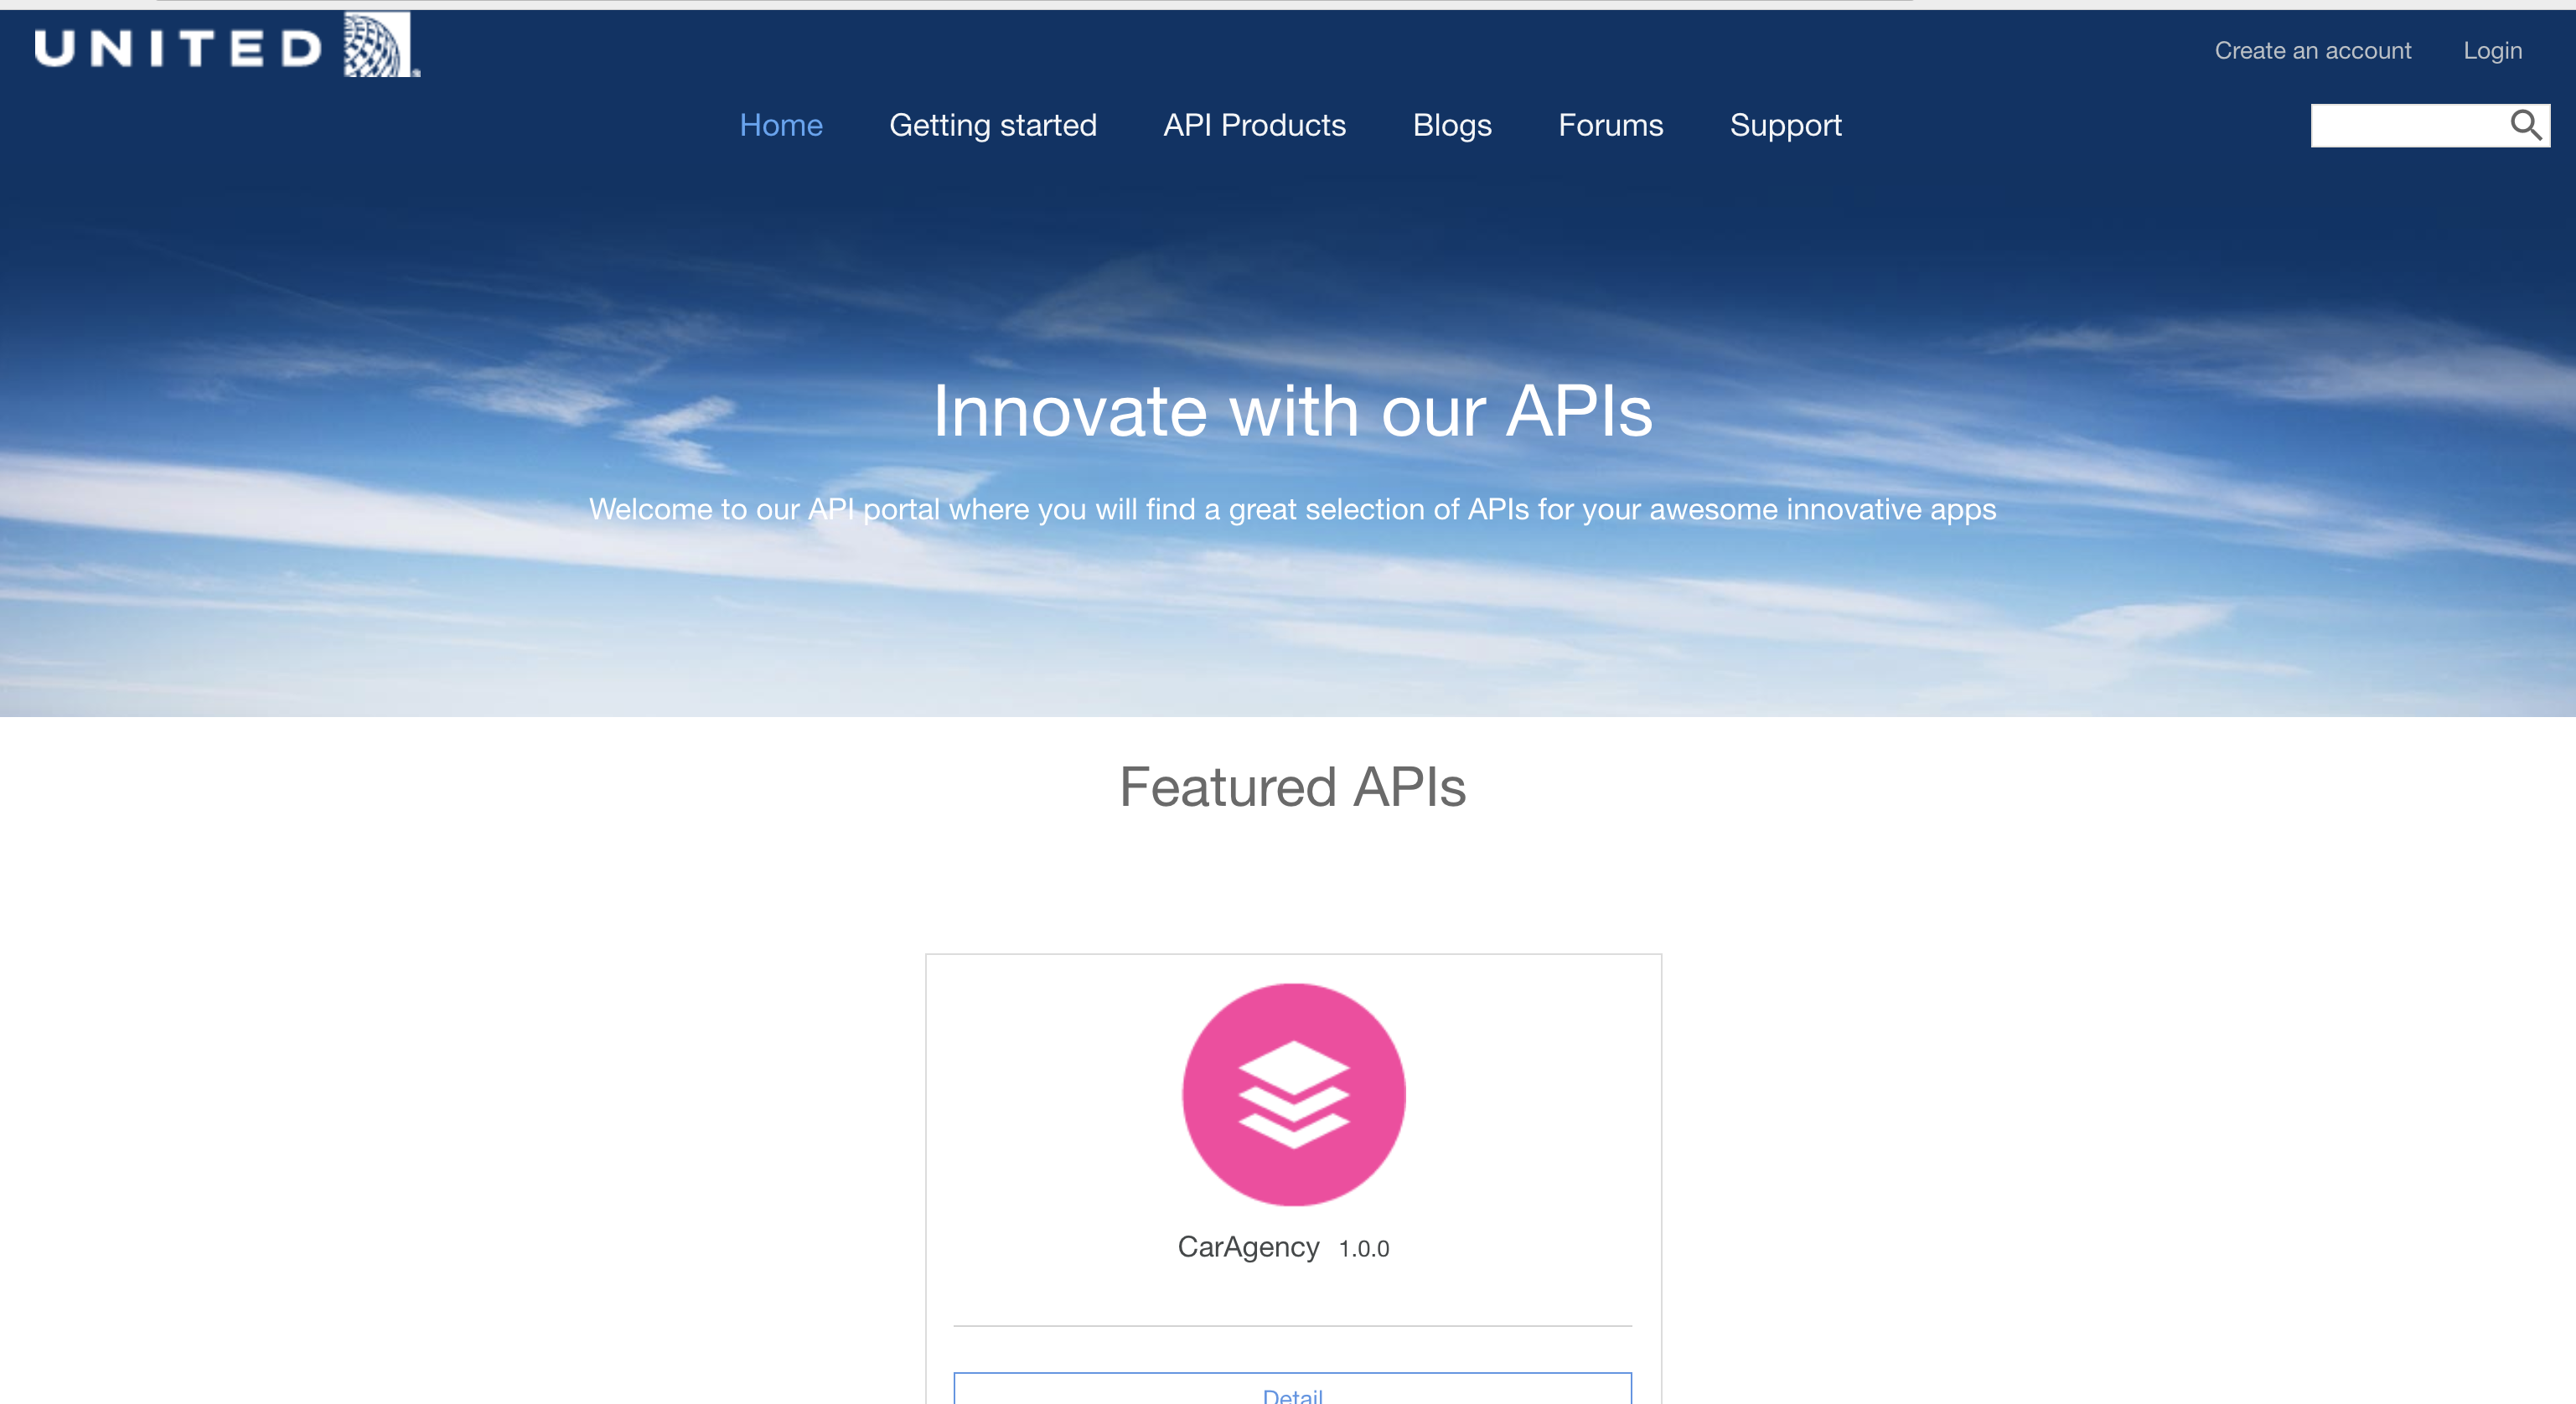 UNITED
Create an account Login
Home Getting started API Products Blogs Forums Support
Innovate with our APIs
Welcome to our API portal where you will find a great selection of APIs for your awesome innovative apps
Featured APIs
CarAgency 1.0.0
Detail